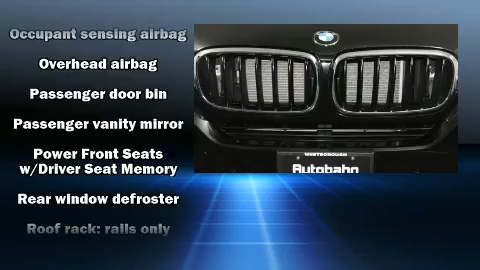 Occupant sensing airbag
Overhead airbag
Passenger door bin
Passenger vanity mirror
Power Front Seats
w/Driver Seat Memory
Rear window defroster
Roof rack: rails only
WESTBOROUGH
Autobahn